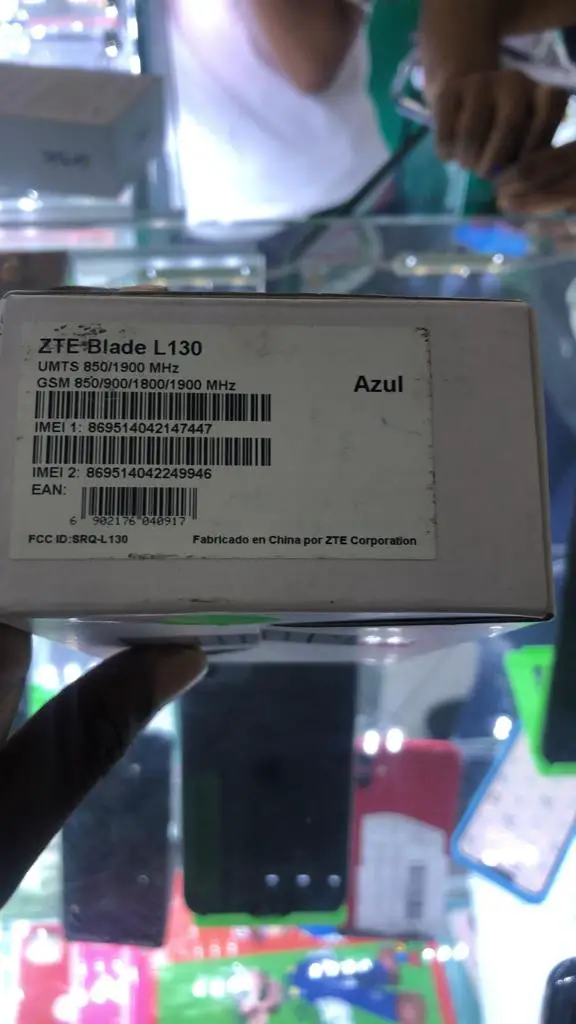 ZTE Blade L130
UMTS 850/1900 MHz
GSM 850/900/1800/1900 MHz
Azul
IMEI 1: 869514042147447
IMEI 2: 869514042249946
EAN:
6 902176 040917
FCC ID:SRQ-L130 Fabricado en China por ZTE Corporation